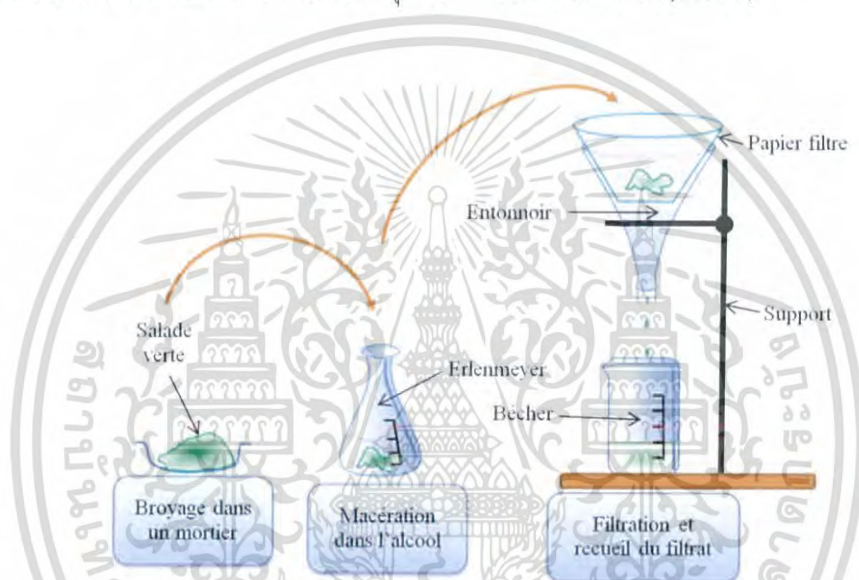 Papier filtre
Entonnoir
Support
Salade
verte
Erlenmeyer
Bécher
Broyage dans
un mortier
Macération
dans l'alcool
Filtration et
recueil du filtrat